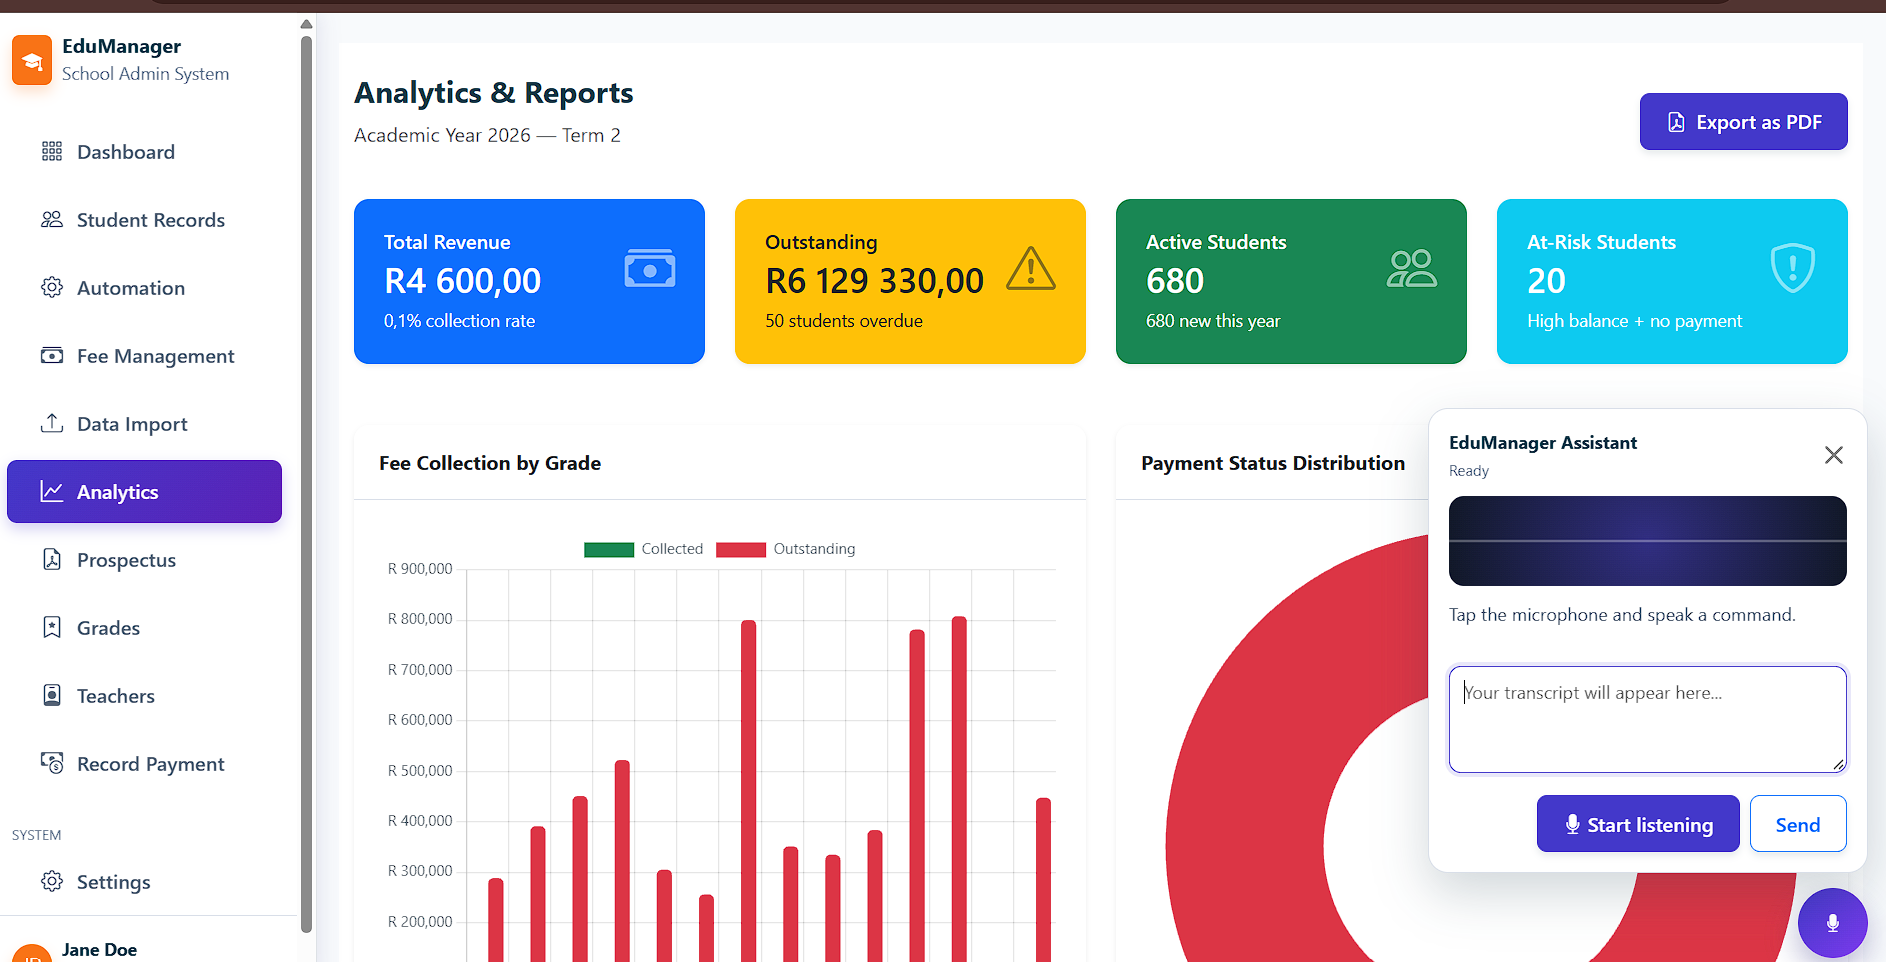 EduManager
School Admin System
Dashboard
Student Records
Automation
Fee Management
Data Import
Analytics
Prospectus
Grades
Teachers
Record Payment
SYSTEM
Settings
Jane Doe
Analytics & Reports
Academic Year 2026 — Term 2
Export as PDF
Total Revenue
R4 600,00
0,1% collection rate
Outstanding
R6 129 330,00
50 students overdue
Active Students
680
680 new this year
At-Risk Students
20
High balance + no payment
Fee Collection by Grade
Collected
Outstanding
R 900,000
R 800,000
R 700,000
R 600,000
R 500,000
R 400,000
R 300,000
R 200,000
Payment Status Distribution
EduManager Assistant
Ready
Tap the microphone and speak a command.
Your transcript will appear here...
Start listening
Send